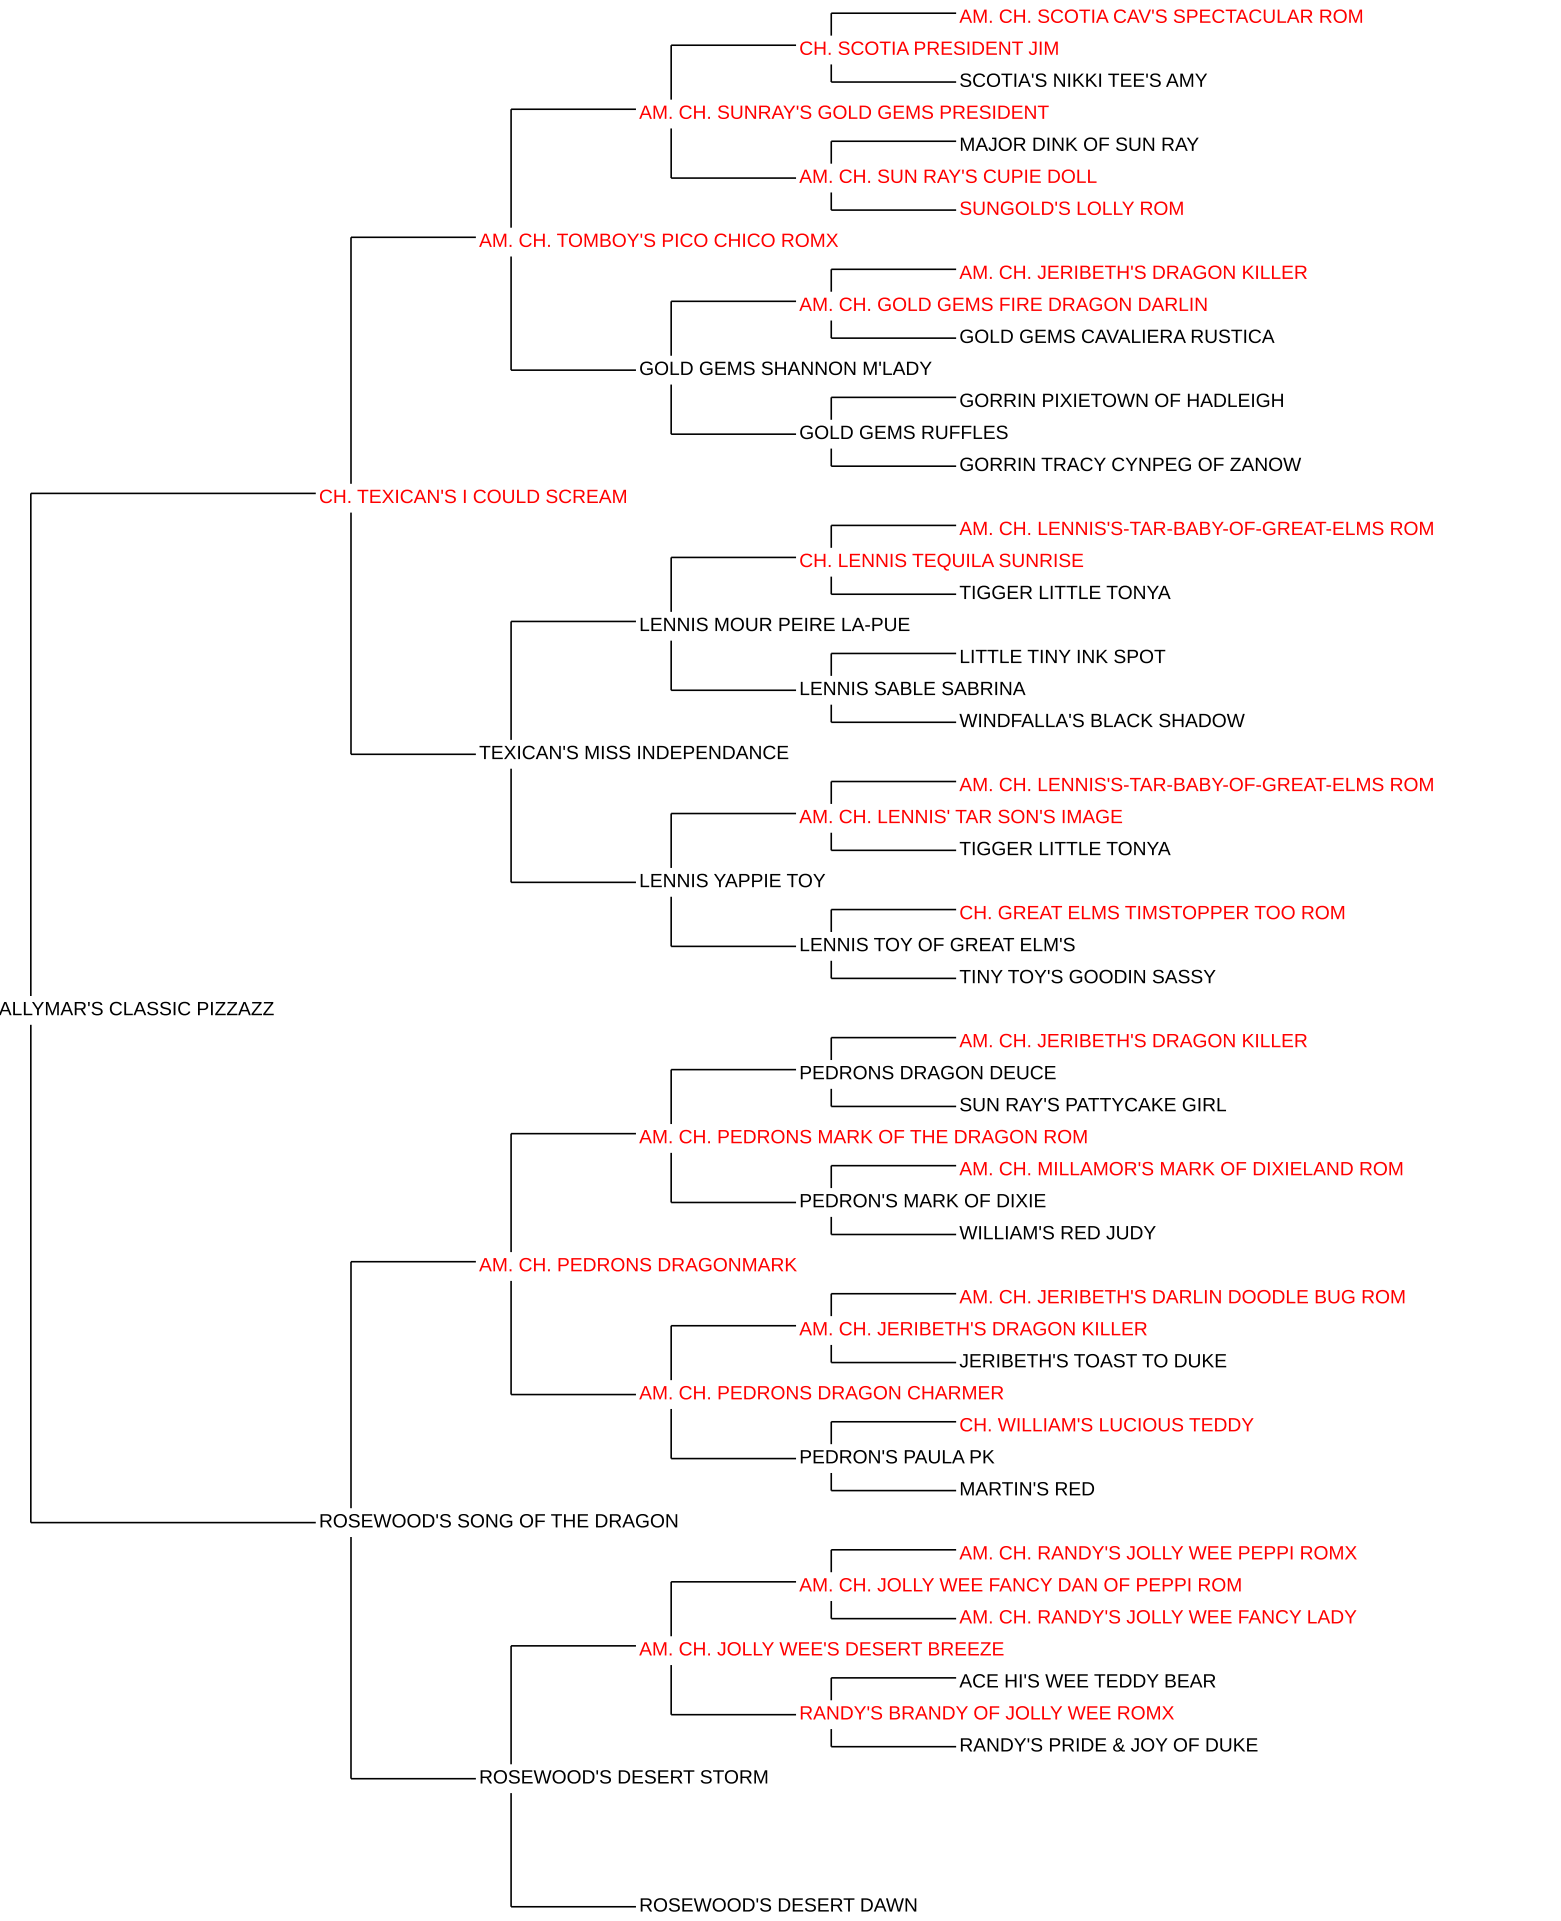 AM. CH. SCOTIA CAV'S SPECTACULAR ROM
CH. SCOTIA PRESIDENT JIM
SCOTIA'S NIKKI TEE'S AMY
AM. CH. SUNRAY'S GOLD GEMS PRESIDENT
MAJOR DINK OF SUN RAY
AM. CH. SUN RAY'S CUPIE DOLL
SUNGOLD'S LOLLY ROM
AM. CH. TOMBOY'S PICO CHICO ROMX
AM. CH. JERIBETH'S DRAGON KILLER
AM. CH. GOLD GEMS FIRE DRAGON DARLIN
GOLD GEMS CAVALIERA RUSTICA
GOLD GEMS SHANNON M'LADY
GORRIN PIXIETOWN OF HADLEIGH
GOLD GEMS RUFFLES
GORRIN TRACY CYNPEG OF ZANOW
CH. TEXICAN'S I COULD SCREAM
AM. CH. LENNIS'S-TAR-BABY-OF-GREAT-ELMS ROM
CH. LENNIS TEQUILA SUNRISE
TIGGER LITTLE TONYA
LENNIS MOUR PEIRE LA-PUE
LITTLE TINY INK SPOT
LENNIS SABLE SABRINA
WINDFALLA'S BLACK SHADOW
TEXICAN'S MISS INDEPENDANCE
AM. CH. LENNIS'S-TAR-BABY-OF-GREAT-ELMS ROM
AM. CH. LENNIS' TAR SON'S IMAGE
TIGGER LITTLE TONYA
LENNIS YAPPIE TOY
CH. GREAT ELMS TIMSTOPPER TOO ROM
LENNIS TOY OF GREAT ELM'S
TINY TOY'S GOODIN SASSY
ALLYMAR'S CLASSIC PIZZAZZ
AM. CH. JERIBETH'S DRAGON KILLER
PEDRONS DRAGON DEUCE
SUN RAY'S PATTYCAKE GIRL
AM. CH. PEDRONS MARK OF THE DRAGON ROM
AM. CH. MILLAMOR'S MARK OF DIXIELAND ROM
PEDRON'S MARK OF DIXIE
WILLIAM'S RED JUDY
AM. CH. PEDRONS DRAGONMARK
AM. CH. JERIBETH'S DARLIN DOODLE BUG ROM
AM. CH. JERIBETH'S DRAGON KILLER
JERIBETH'S TOAST TO DUKE
AM. CH. PEDRONS DRAGON CHARMER
CH. WILLIAM'S LUCIOUS TEDDY
PEDRON'S PAULA PK
MARTIN'S RED
ROSEWOOD'S SONG OF THE DRAGON
AM. CH. RANDY'S JOLLY WEE PEPPI ROMX
AM. CH. JOLLY WEE FANCY DAN OF PEPPI ROM
AM. CH. RANDY'S JOLLY WEE FANCY LADY
AM. CH. JOLLY WEE'S DESERT BREEZE
ACE HI'S WEE TEDDY BEAR
RANDY'S BRANDY OF JOLLY WEE ROMX
RANDY'S PRIDE & JOY OF DUKE
ROSEWOOD'S DESERT STORM
ROSEWOOD'S DESERT DAWN